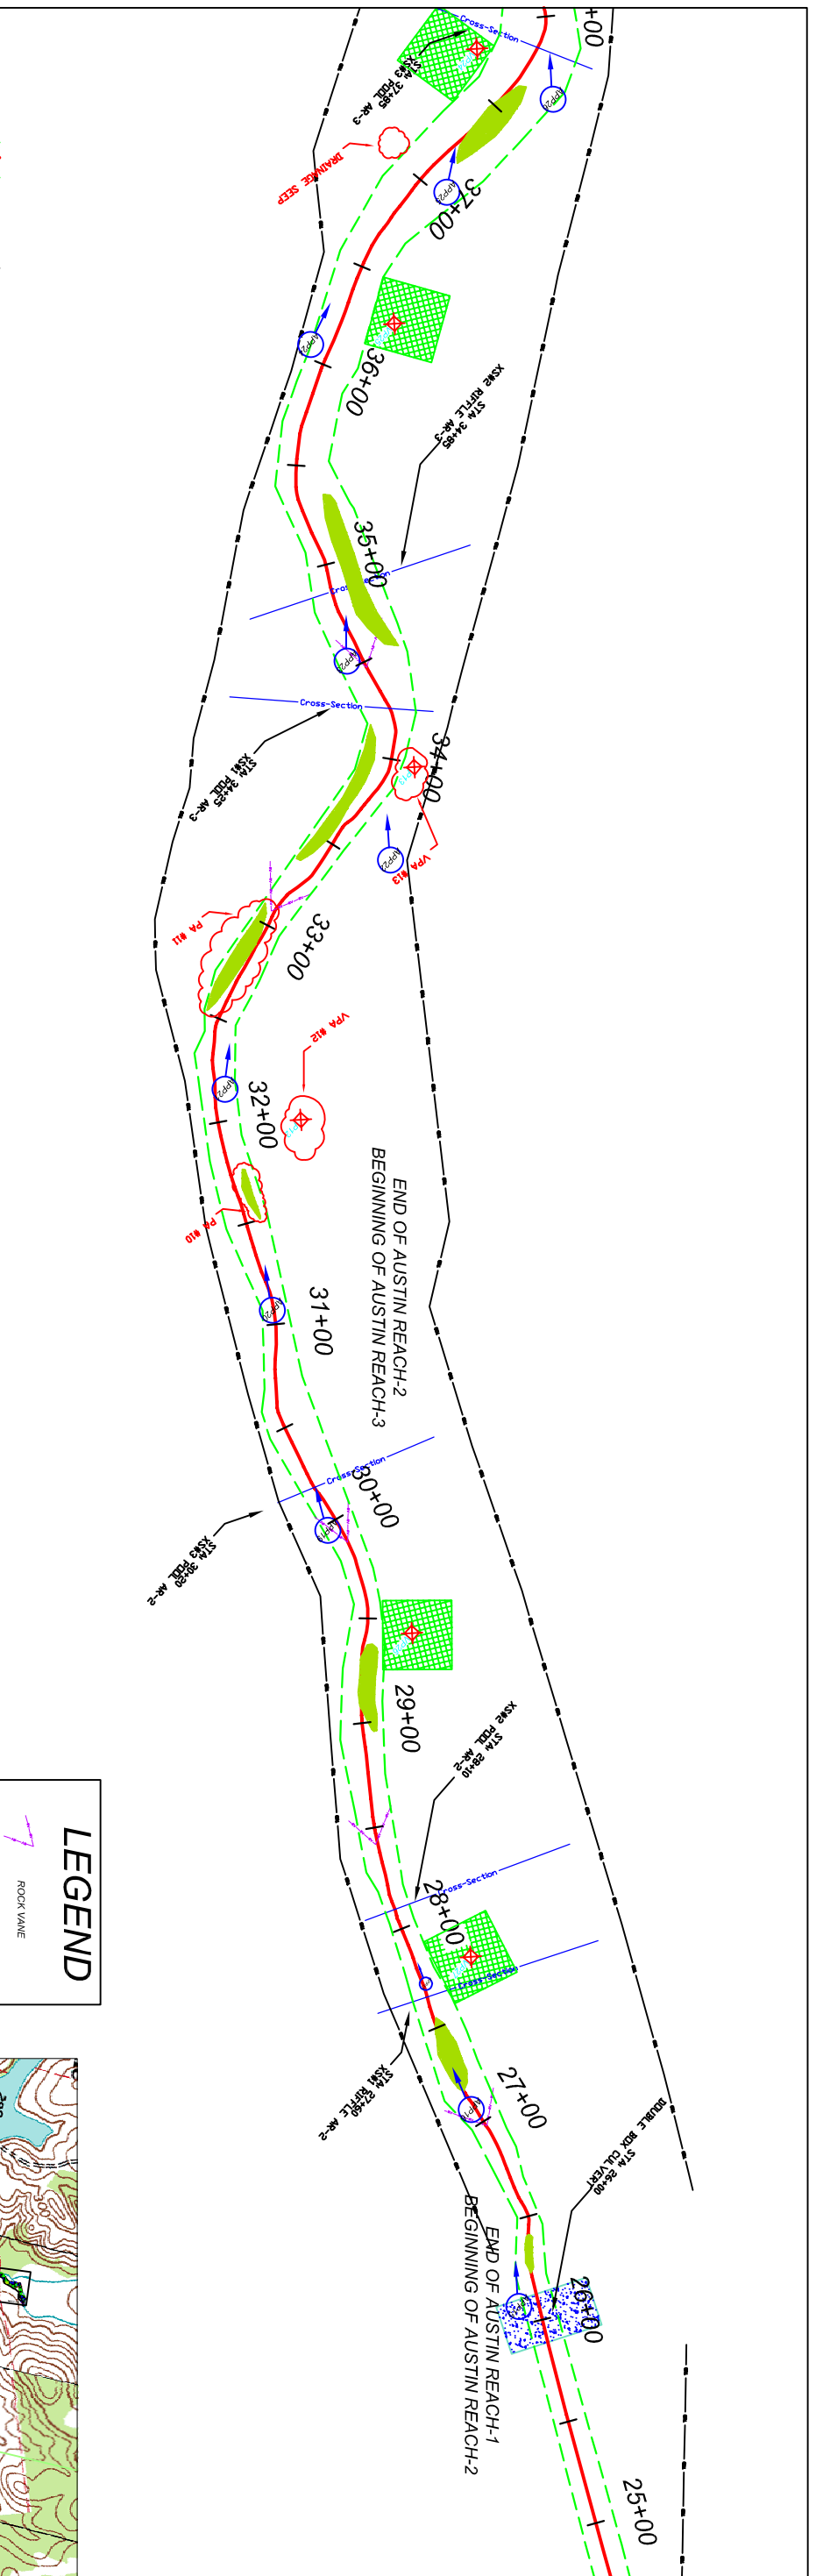 +00
Cross-Section
STA: 37+85
XS#3 POOL AR-3
DRAINAGE SEEP
37+00
36+00
XS#2 RIFFLE AR-3
STA: 34+85
35+00
Cross-Section
STA: 34+25
XS#1 POOL AR-3
34+00
VPA #13
PA #11
33+00
VPA #12
32+00
PA #10
END OF AUSTIN REACH-2
BEGINNING OF AUSTIN REACH-3
31+00
Cross-Section
30+00
STA: 30+20
XS#3 POOL AR-2
29+00
XS#2 POOL AR-2
STA: 28+10
Cross-Section
28+00
Cross-Section
STA: 27+60
XS#1 RIFFLE AR-2
27+00
DOUBLE BOX CULVERT
STA: 26+00
END OF AUSTIN REACH-1
BEGINNING OF AUSTIN REACH-2
26+00
25+00
LEGEND
ROCK VANE